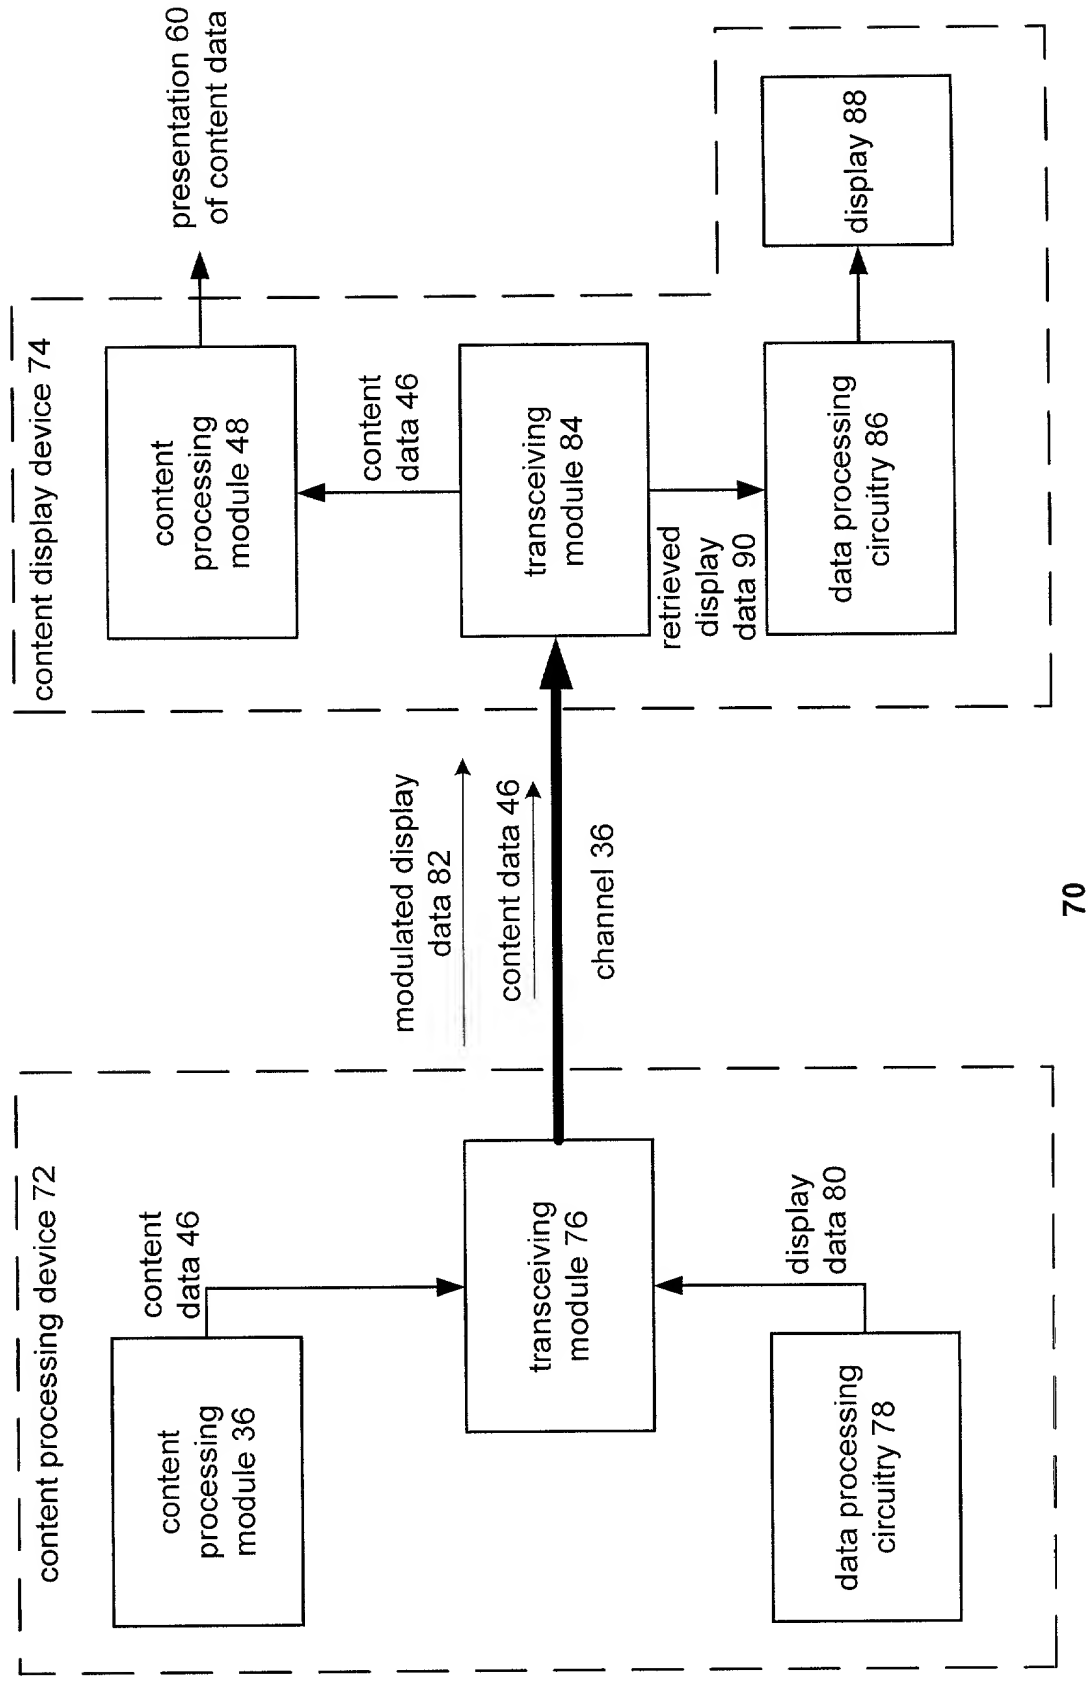 content processing device 72
content
processing
module 36
content
data 46
transceiving
module 76
data processing
circuitry 78
display
data 80
modulated display
data 82
content data 46
channel 36
content display device 74
content
processing
module 48
presentation 60
of content data
content
data 46
transceiving
module 84
retrieved
display
data 90
data processing
circuitry 86
display 88
70